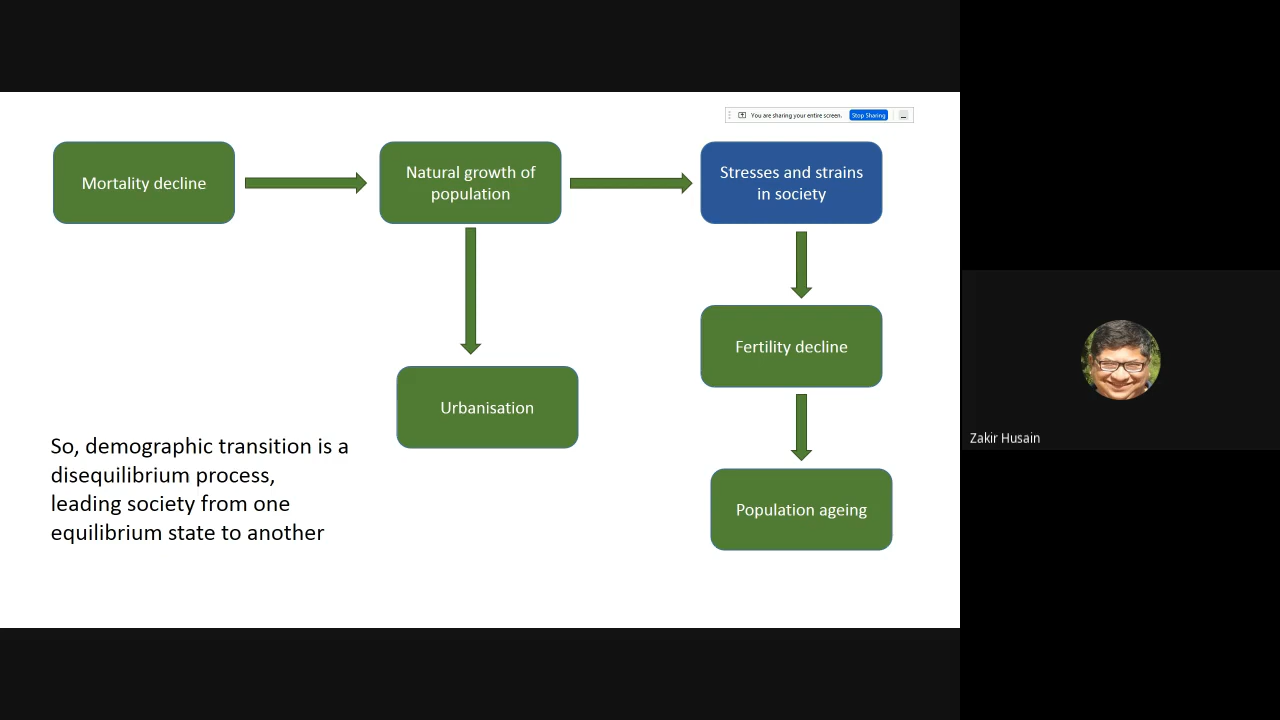 You are sharing your entire screen.
Stop Sharing
Mortality decline
Natural growth of
population
Stresses and strains
in society
Fertility decline
Urbanisation
So, demographic transition is a
disequilibrium process,
leading society from one
equilibrium state to another
Population ageing
Zakir Husain